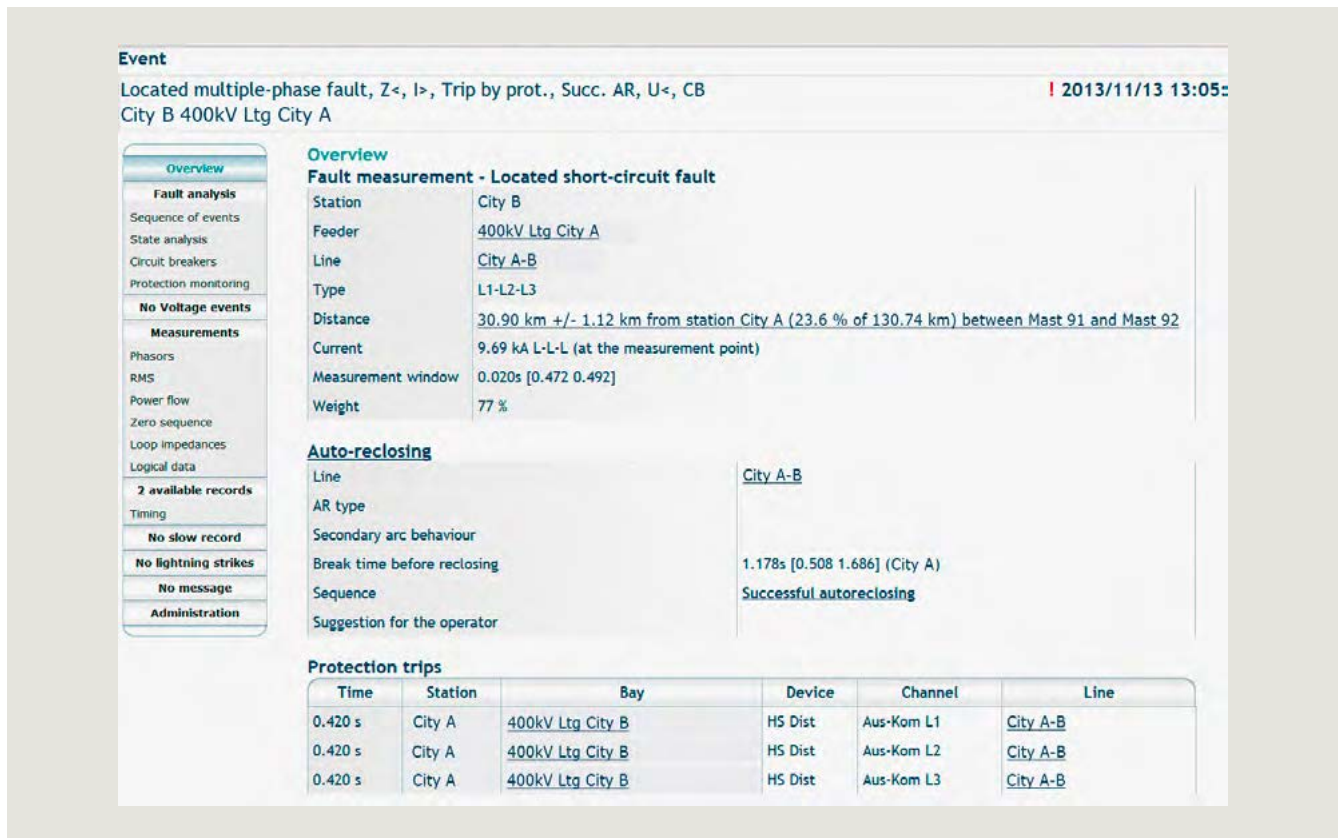 Event
Located multiple-phase fault, Z<, I>, Trip by prot., Succ. AR, U<, CB
! 2013/11/13 13:05:
City B 400kV Ltg City A
Overview
Fault analysis
Sequence of events
State analysis
Circuit breakers
Protection monitoring
No Voltage events
Measurements
Phasors
RMS
Power flow
Zero sequence
Loop impedances
Logical data
2 available records
Timing
No slow record
No lightning strikes
No message
Administration
Overview
Fault measurement - Located short-circuit fault
Station City B
Feeder 400kV Ltg City A
Line City A-B
Type L1-L2-L3
Distance 30.90 km +/- 1.12 km from station City A (23.6 % of 130.74 km) between Mast 91 and Mast 92
Current 9.69 kA L-L-L (at the measurement point)
Measurement window 0.020s [0.472 0.492]
Weight 77 %
Auto-reclosing
Line City A-B
AR type
Secondary arc behaviour
Break time before reclosing 1.178s [0.508 1.686] (City A)
Sequence Successful autoreclosing
Suggestion for the operator
Protection trips
Time Station Bay Device Channel Line
0.420 s City A 400kV Ltg City B HS Dist Aus-Kom L1 City A-B
0.420 s City A 400kV Ltg City B HS Dist Aus-Kom L2 City A-B
0.420 s City A 400kV Ltg City B HS Dist Aus-Kom L3 City A-B